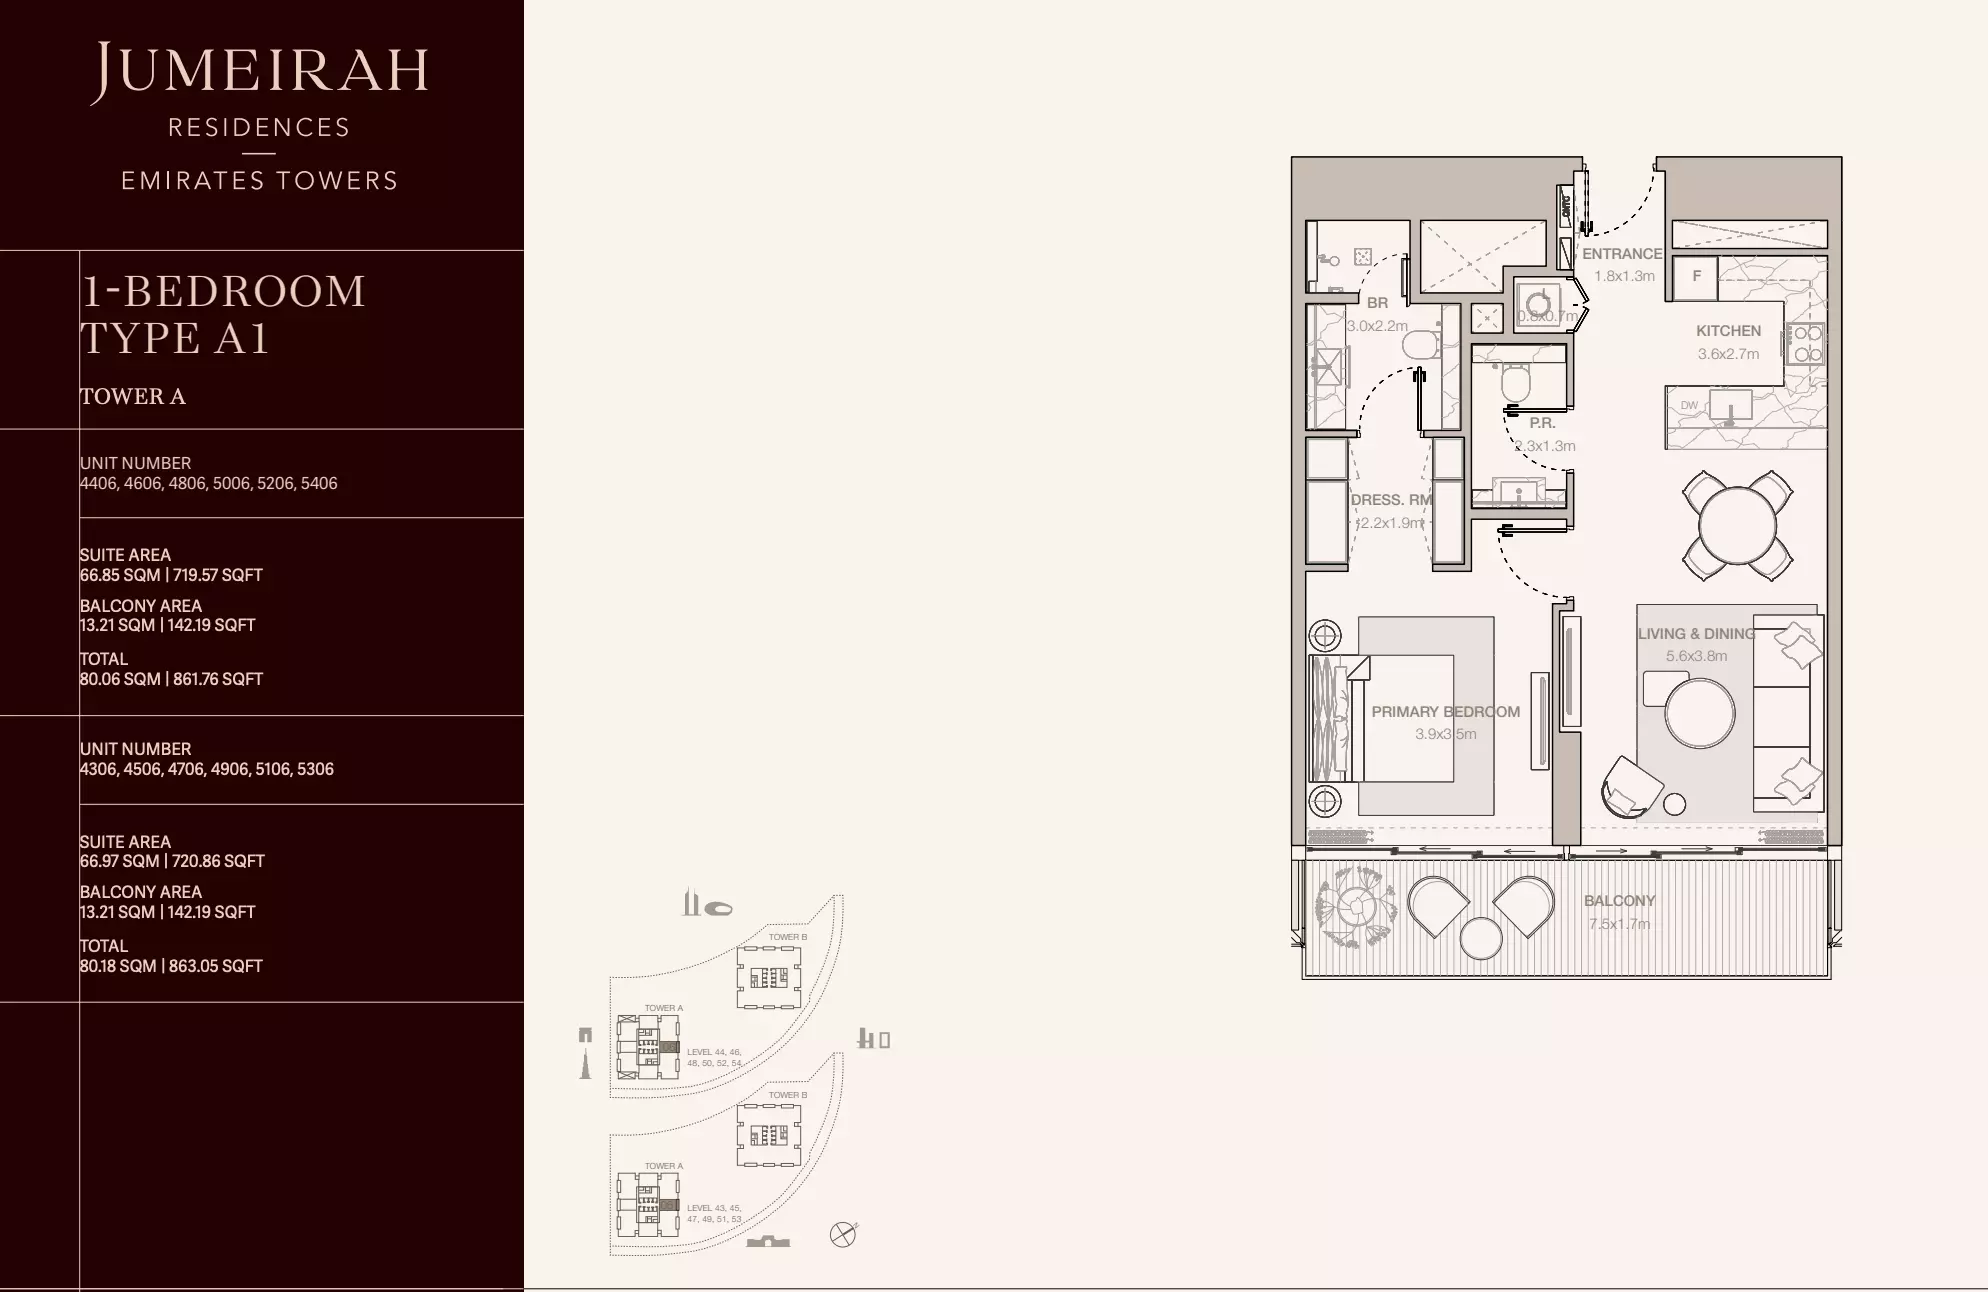 JUMEIRAH
RESIDENCES
EMIRATES TOWERS
1-BEDROOM
TYPE A1
TOWER A
UNIT NUMBER
4406, 4606, 4806, 5006, 5206, 5406
SUITE AREA
66.85 SQM | 719.57 SQFT
BALCONY AREA
13.21 SQM | 142.19 SQFT
TOTAL
80.06 SQM | 861.76 SQFT
UNIT NUMBER
4306, 4506, 4706, 4906, 5106, 5306
SUITE AREA
66.97 SQM | 720.86 SQFT
BALCONY AREA
13.21 SQM | 142.19 SQFT
TOTAL
80.18 SQM | 863.05 SQFT
TOWER B
TOWER A
LEVEL 44, 46,
48, 50, 52, 54
TOWER B
TOWER A
LEVEL 43, 45,
47, 49, 51, 53
N
ENTRANCE
1.8x1.3m
F
BR
3.0x2.2m
0.8x0.7m
KITCHEN
3.6x2.7m
DW
P.R.
2.3x1.3m
DRESS. RM
2.2x1.9m
LIVING & DINING
5.6x3.8m
PRIMARY BEDROOM
3.9x3.5m
BALCONY
7.5x1.7m